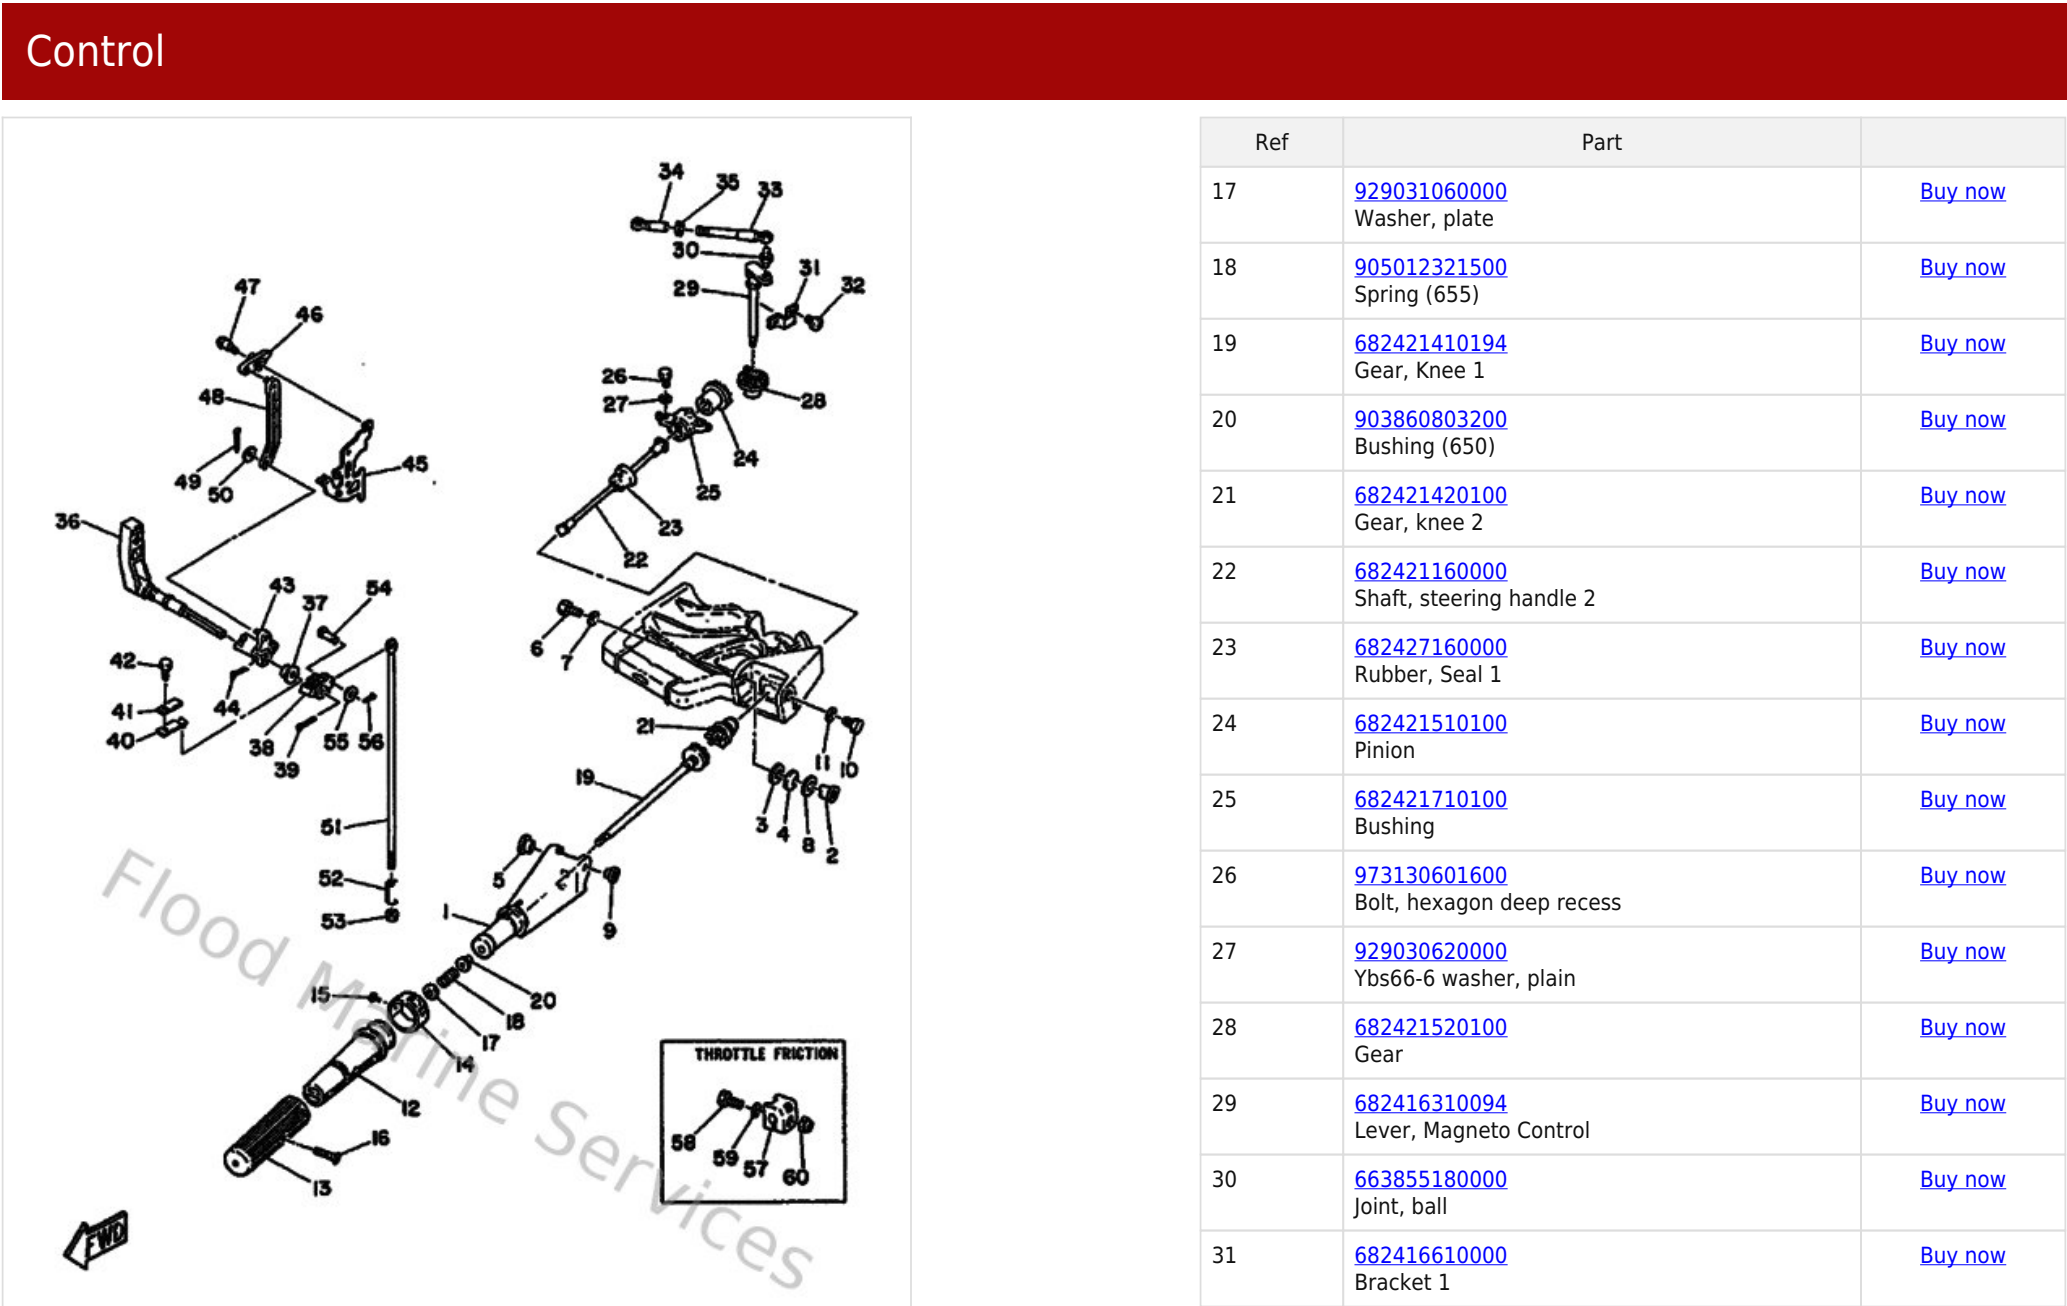 Control
34
35
33
30
31
29
32
47
46
26
28
27
48
24
45
49
50
25
23
36
22
43
54
37
6
7
42
44
41
21
40
38
55
56
11
10
39
19
3
4
8
2
51
5
52
1
53
9
15
20
18
17
14
12
16
13
THROTTLE FRICTION
58
59
57
60
FWD
Flood Marine Services
Ref Part
17 929031060000 Buy now
Washer, plate
18 905012321500 Buy now
Spring (655)
19 682421410194 Buy now
Gear, Knee 1
20 903860803200 Buy now
Bushing (650)
21 682421420100 Buy now
Gear, knee 2
22 682421160000 Buy now
Shaft, steering handle 2
23 682427160000 Buy now
Rubber, Seal 1
24 682421510100 Buy now
Pinion
25 682421710100 Buy now
Bushing
26 973130601600 Buy now
Bolt, hexagon deep recess
27 929030620000 Buy now
Ybs66-6 washer, plain
28 682421520100 Buy now
Gear
29 682416310094 Buy now
Lever, Magneto Control
30 663855180000 Buy now
Joint, ball
31 682416610000 Buy now
Bracket 1